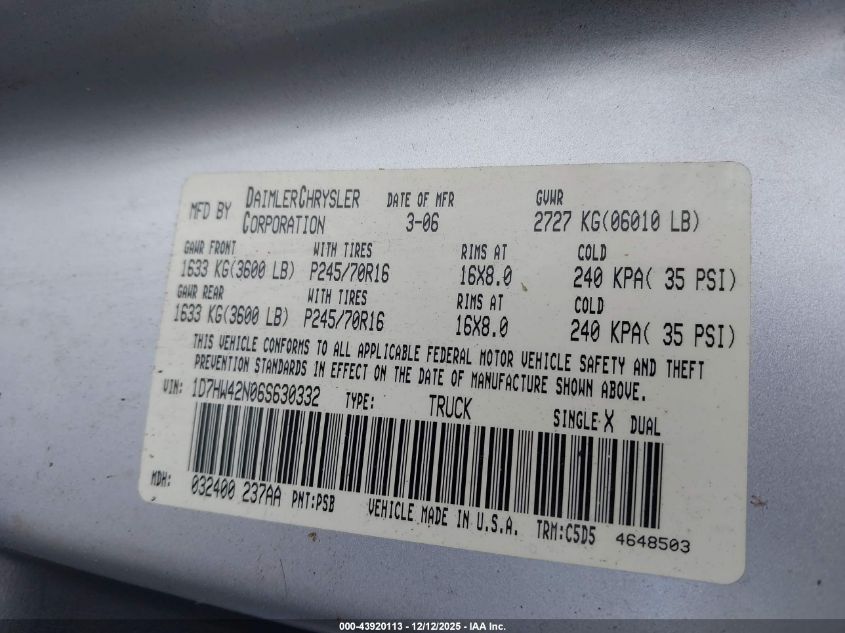 MFD BY DAIMLERCHRYSLER CORPORATION DATE OF MFR 3-06 GVWR 2727 KG(06010 LB)
GAWR FRONT WITH TIRES RIMS AT COLD
1633 KG(3600 LB) P245/70R16 16X8.0 240 KPA( 35 PSI)
GAWR REAR WITH TIRES RIMS AT COLD
1633 KG(3600 LB) P245/70R16 16X8.0 240 KPA( 35 PSI)
THIS VEHICLE CONFORMS TO ALL APPLICABLE FEDERAL MOTOR VEHICLE SAFETY AND THEFT
PREVENTION STANDARDS IN EFFECT ON THE DATE OF MANUFACTURE SHOWN ABOVE.
VIN: 1D7HW42N06S630332 TYPE: TRUCK SINGLE X DUAL
MDH: 032400 237AA PNT:PSB VEHICLE MADE IN U.S.A. TRM:C5D5 4648503
000-43920113 - 12/12/2025 - IAA Inc.